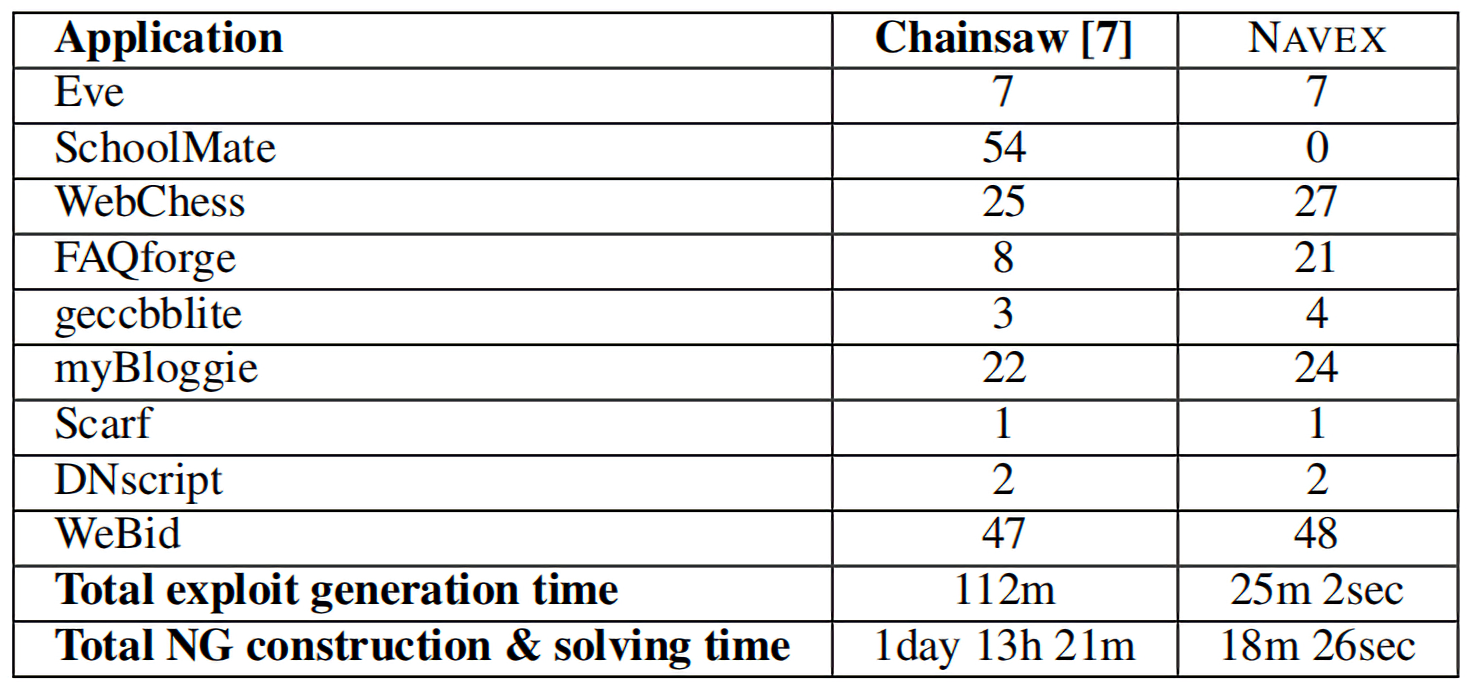 Application Chainsaw [7] NAVEX
Eve 7 7
SchoolMate 54 0
WebChess 25 27
FAQforge 8 21
geccbblite 3 4
myBloggie 22 24
Scarf 1 1
DNscript 2 2
WeBid 47 48
Total exploit generation time 112m 25m 2sec
Total NG construction & solving time 1day 13h 21m 18m 26sec